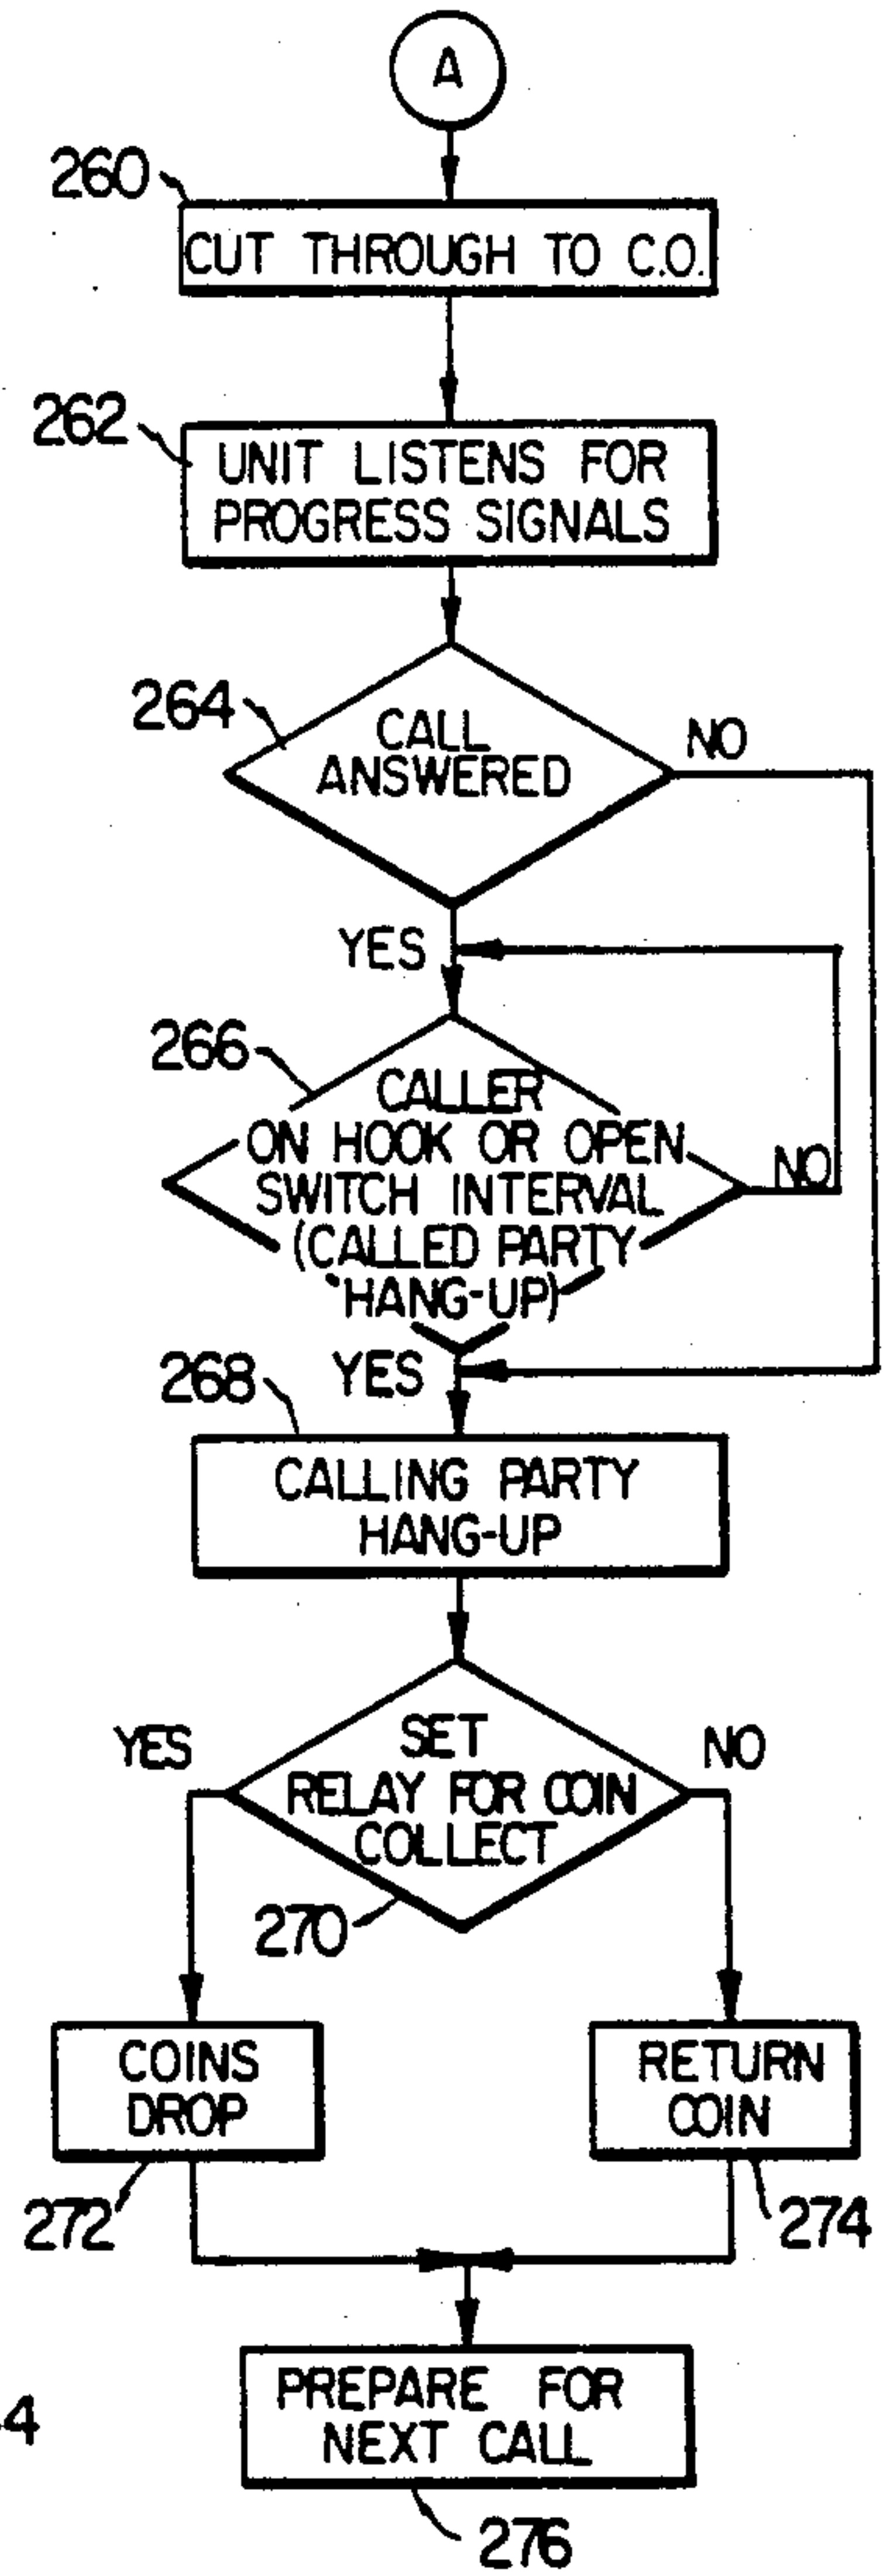 A
260
CUT THROUGH TO C.O.
262
UNIT LISTENS FOR
PROGRESS SIGNALS
264
CALL
ANSWERED
NO
YES
266
CALLER
ON HOOK OR OPEN
SWITCH INTERVAL
(CALLED PARTY
HANG-UP)
NO
YES
268
CALLING PARTY
HANG-UP
YES
SET
RELAY FOR COIN
COLLECT
NO
270
COINS
DROP
RETURN
COIN
272
274
PREPARE FOR
NEXT CALL
4
276